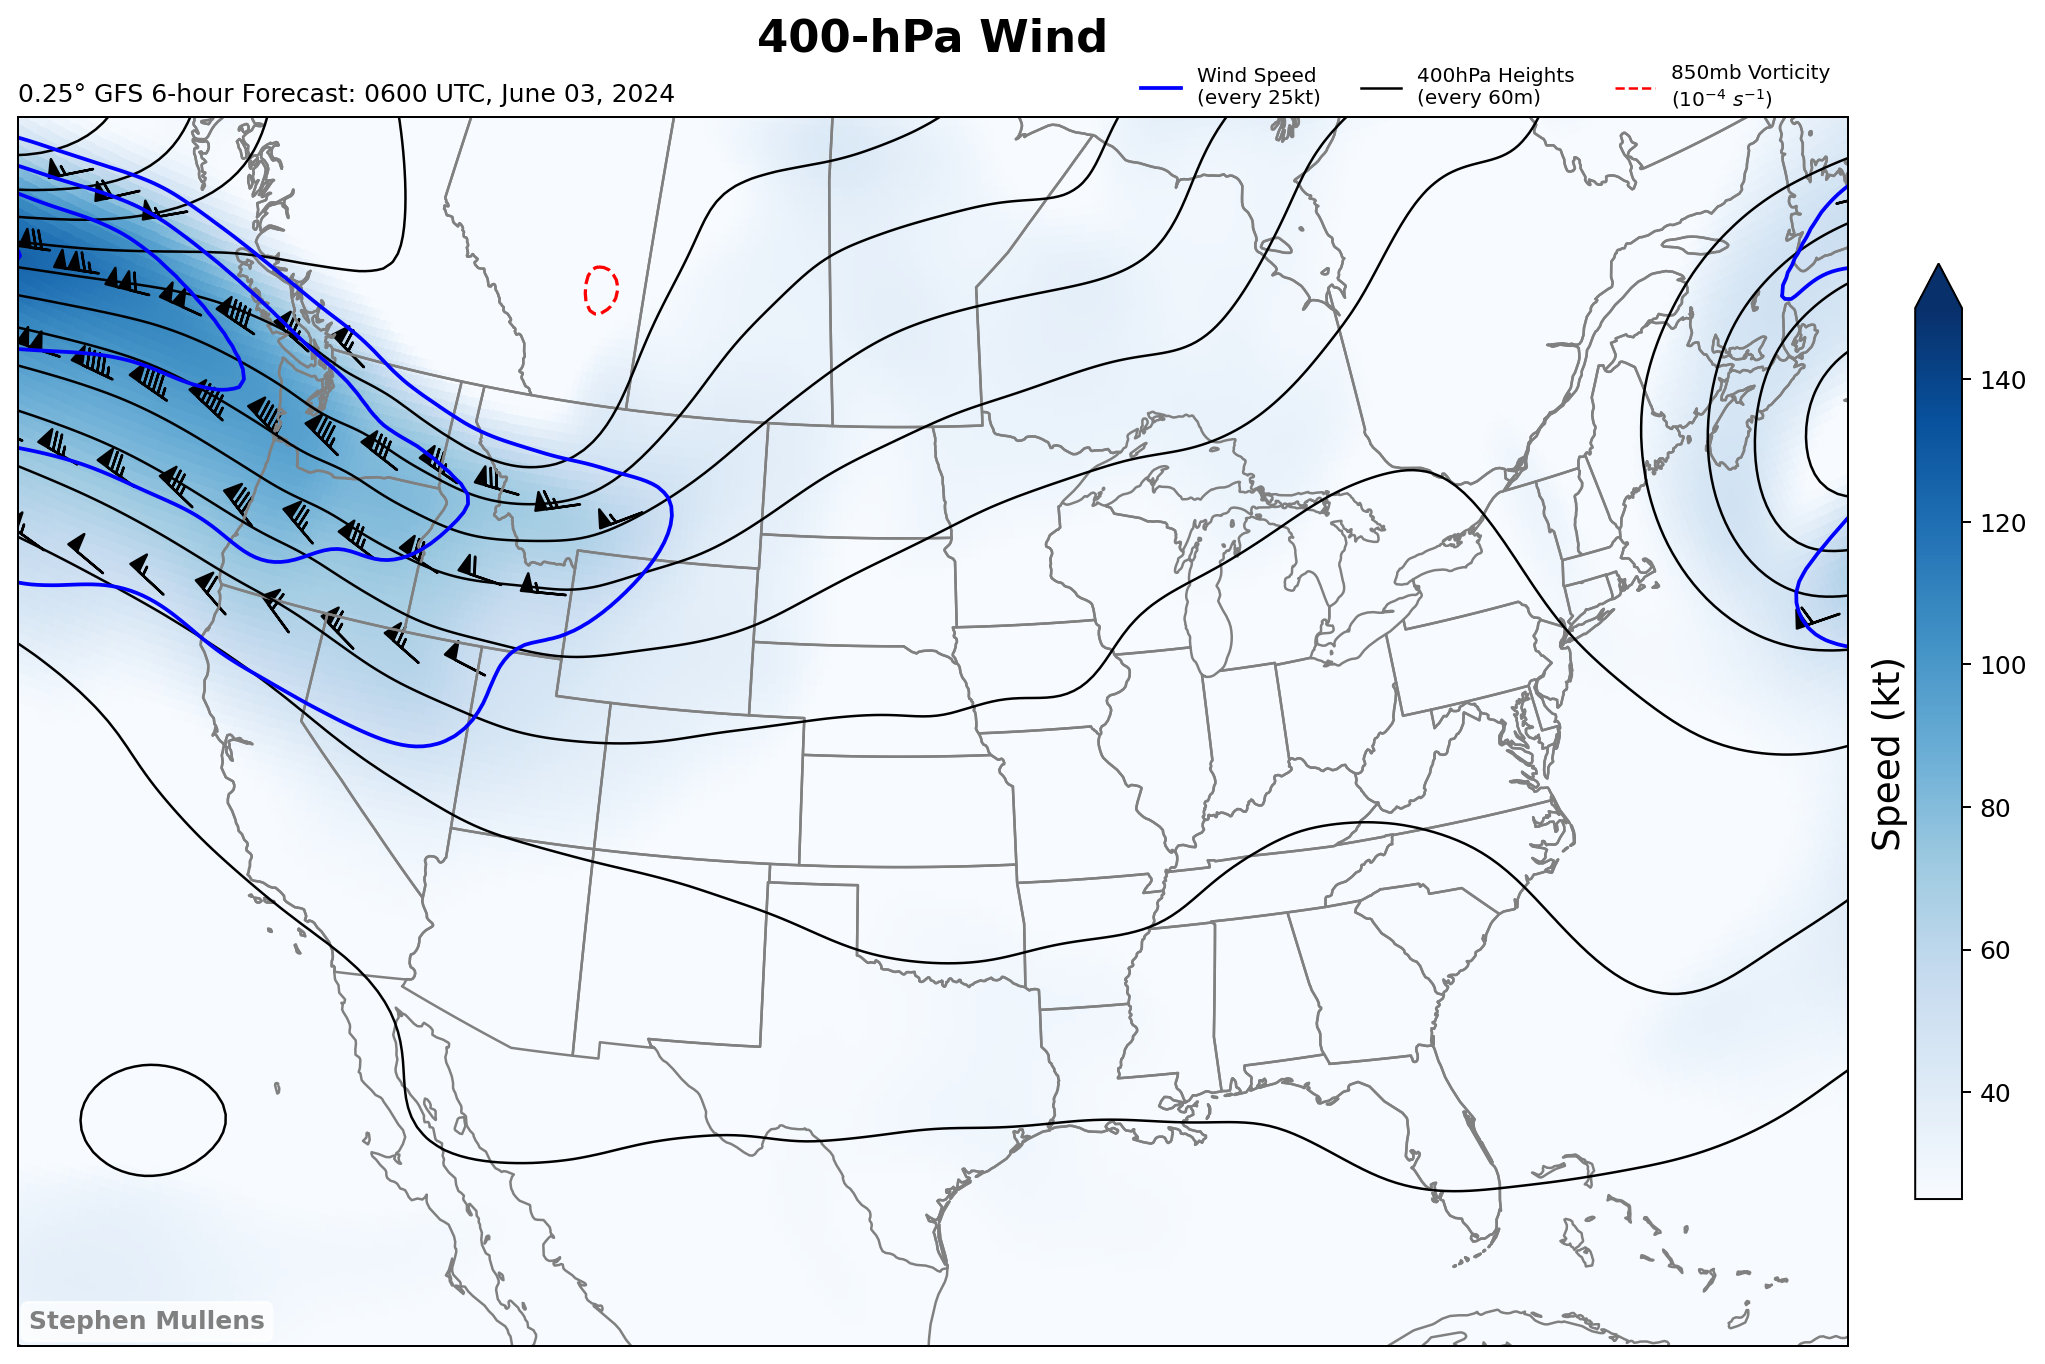 400-hPa Wind
0.25° GFS 6-hour Forecast: 0600 UTC, June 03, 2024
Wind Speed
(every 25kt)
400hPa Heights
(every 60m)
850mb Vorticity
(10⁻⁴ s⁻¹)
140
120
100
80
60
40
Speed (kt)
Stephen Mullens